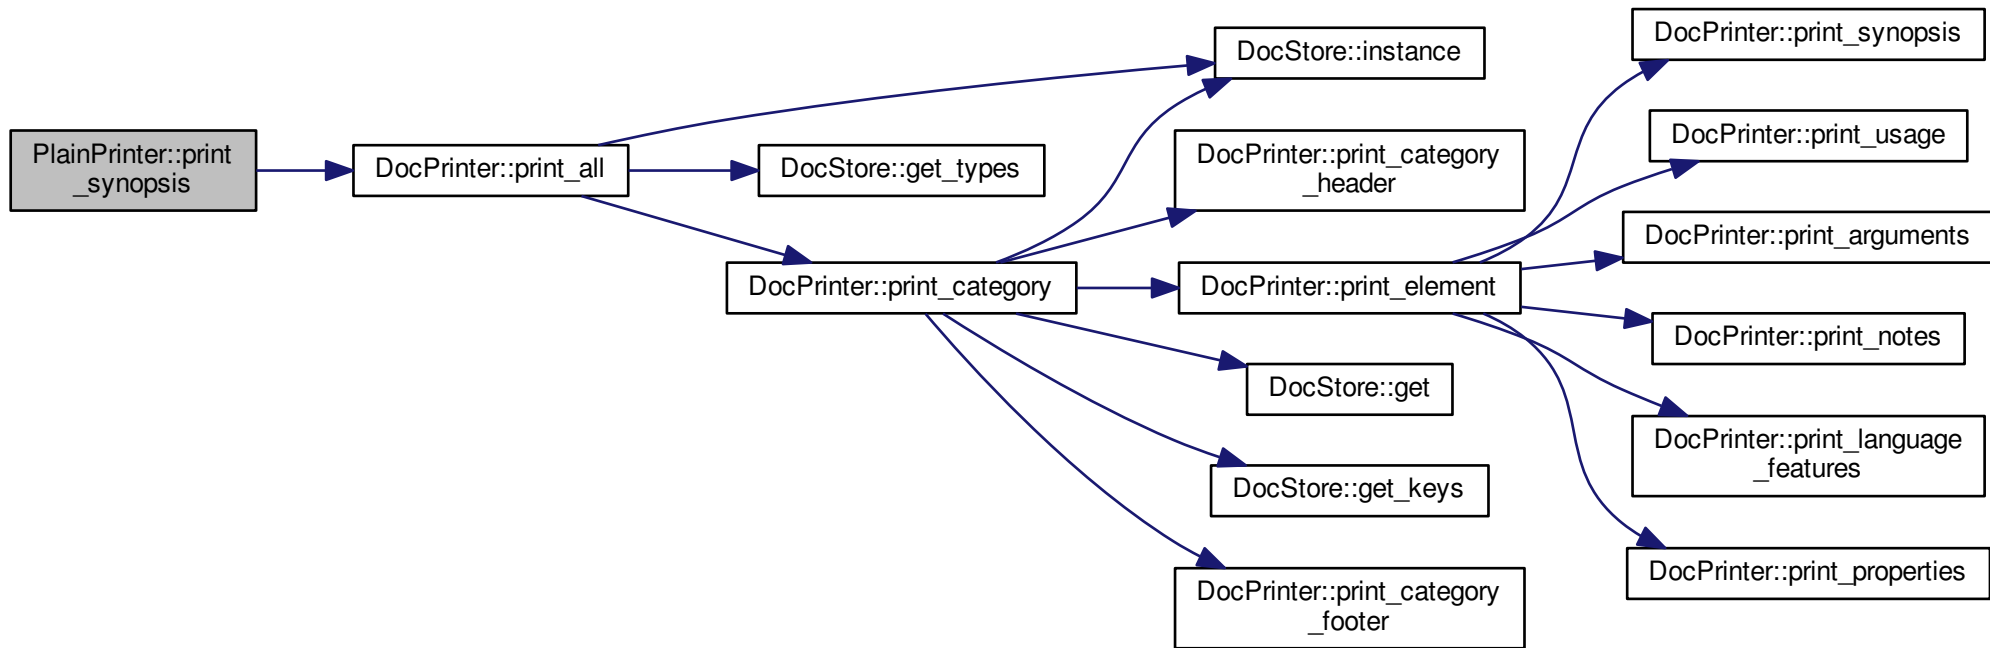 PlainPrinter::print
_synopsis
DocPrinter::print_all
DocStore::instance
DocStore::get_types
DocPrinter::print_category
_header
DocPrinter::print_category
DocPrinter::print_element
DocStore::get
DocStore::get_keys
DocPrinter::print_category
_footer
DocPrinter::print_synopsis
DocPrinter::print_usage
DocPrinter::print_arguments
DocPrinter::print_notes
DocPrinter::print_language
_features
DocPrinter::print_properties